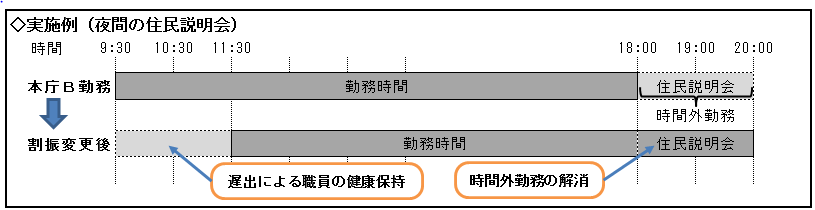 ◇実施例（夜間の住民説明会）
時間 9:30 10:30 11:30 18:00 19:00 20:00
本庁Ｂ勤務 勤務時間 住民説明会
時間外勤務
割振変更後 勤務時間 住民説明会
遅出による職員の健康保持 時間外勤務の解消